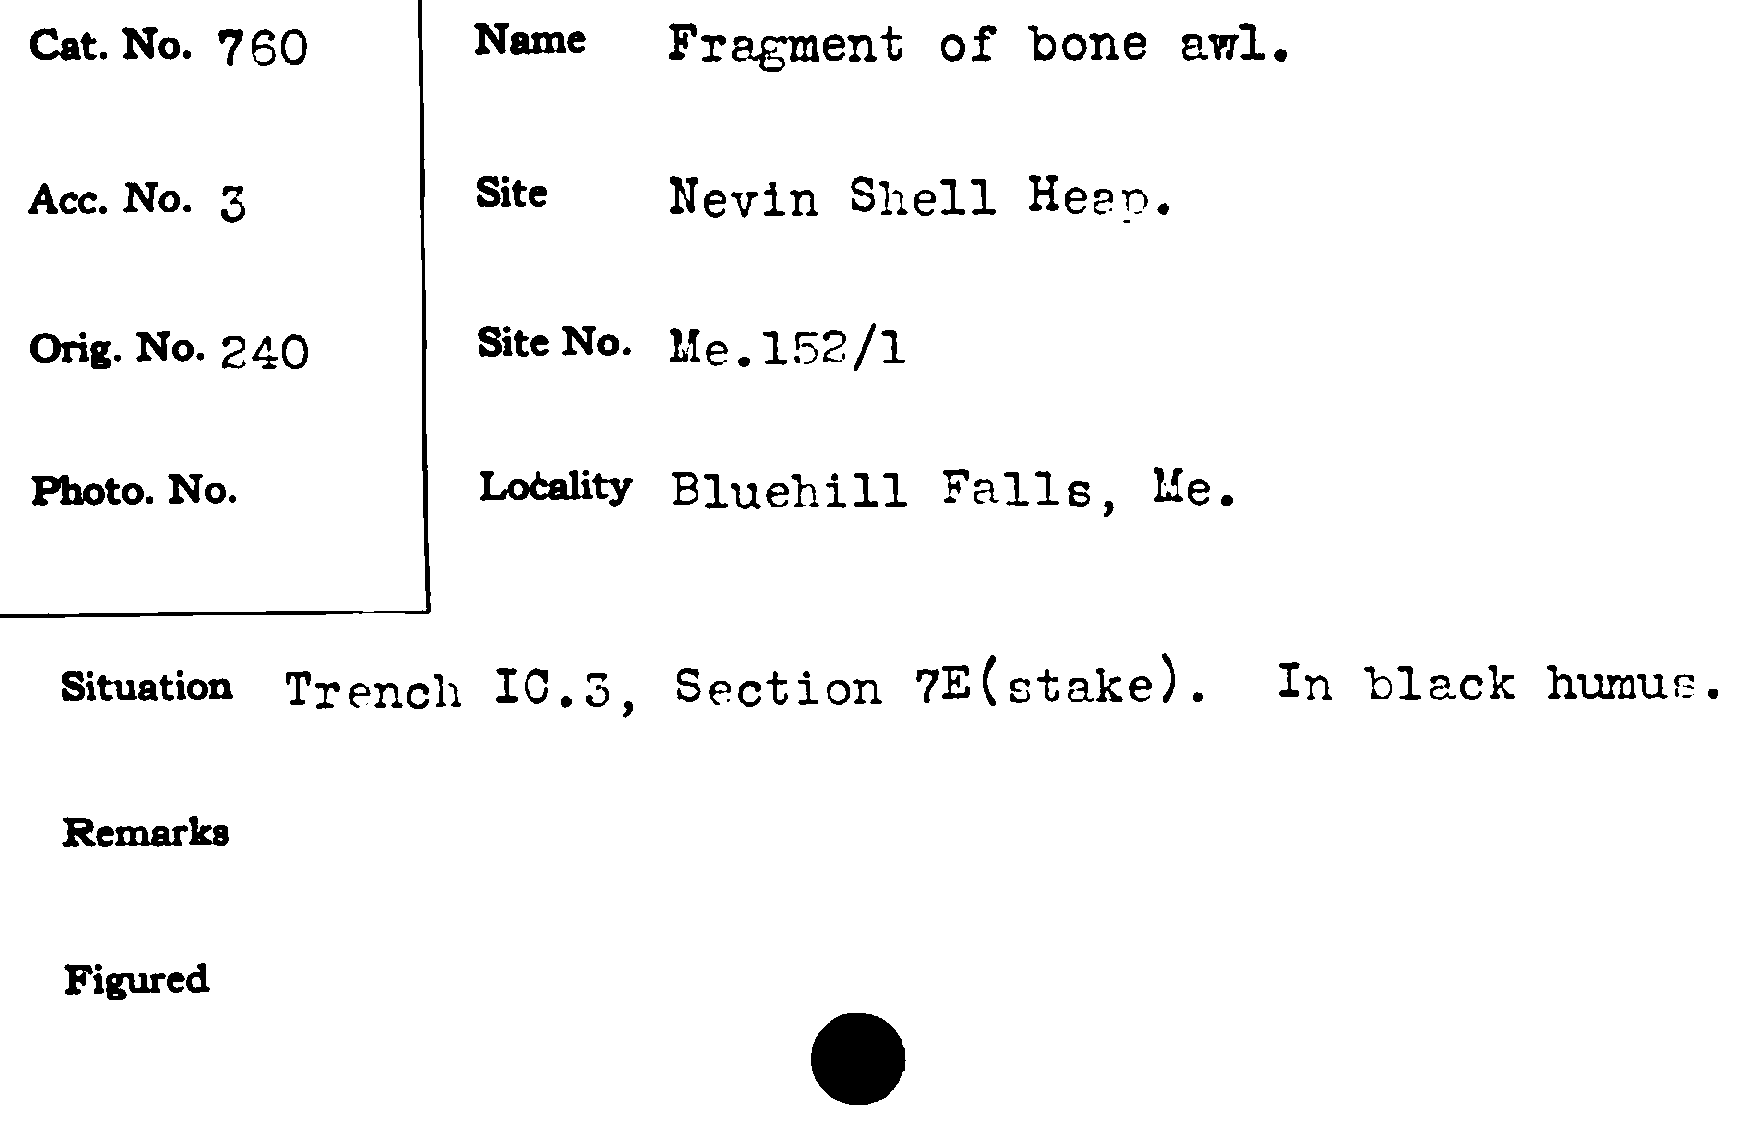 Cat. No. 760
Name Fragment of bone awl.
Acc. No. 3
Site Nevin Shell Heap.
Orig. No. 240
Site No. Me.152/1
Photo. No.
Locality Bluehill Falls, Me.
Situation Trench IC.3, Section 7E(stake). In black humus.
Remarks
Figured